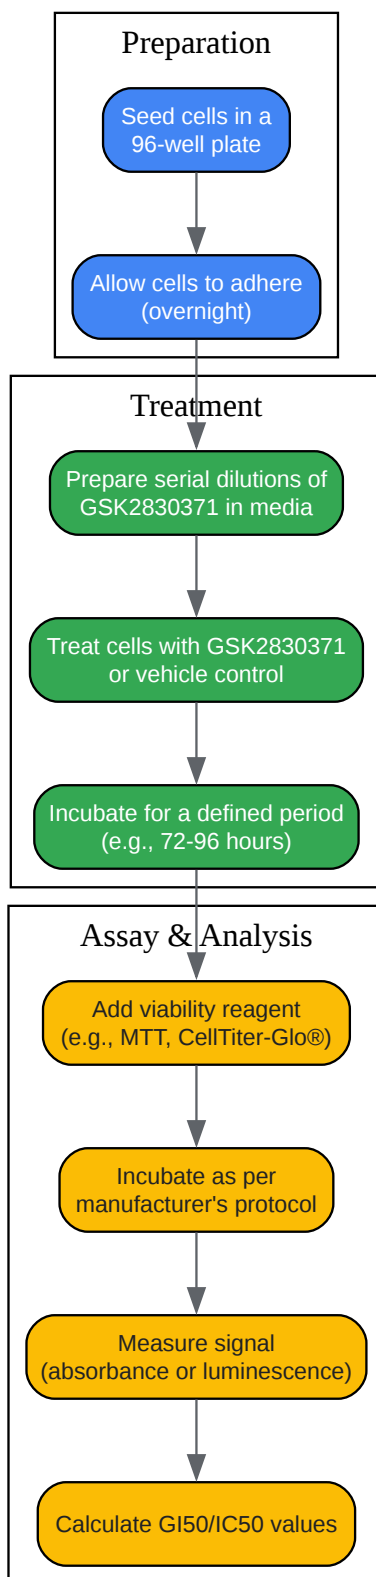 Preparation
Seed cells in a
96-well plate
Allow cells to adhere
(overnight)
Treatment
Prepare serial dilutions of
GSK2830371 in media
Treat cells with GSK2830371
or vehicle control
Incubate for a defined period
(e.g., 72-96 hours)
Assay & Analysis
Add viability reagent
(e.g., MTT, CellTiter-Glo®)
Incubate as per
manufacturer's protocol
Measure signal
(absorbance or luminescence)
Calculate GI50/IC50 values